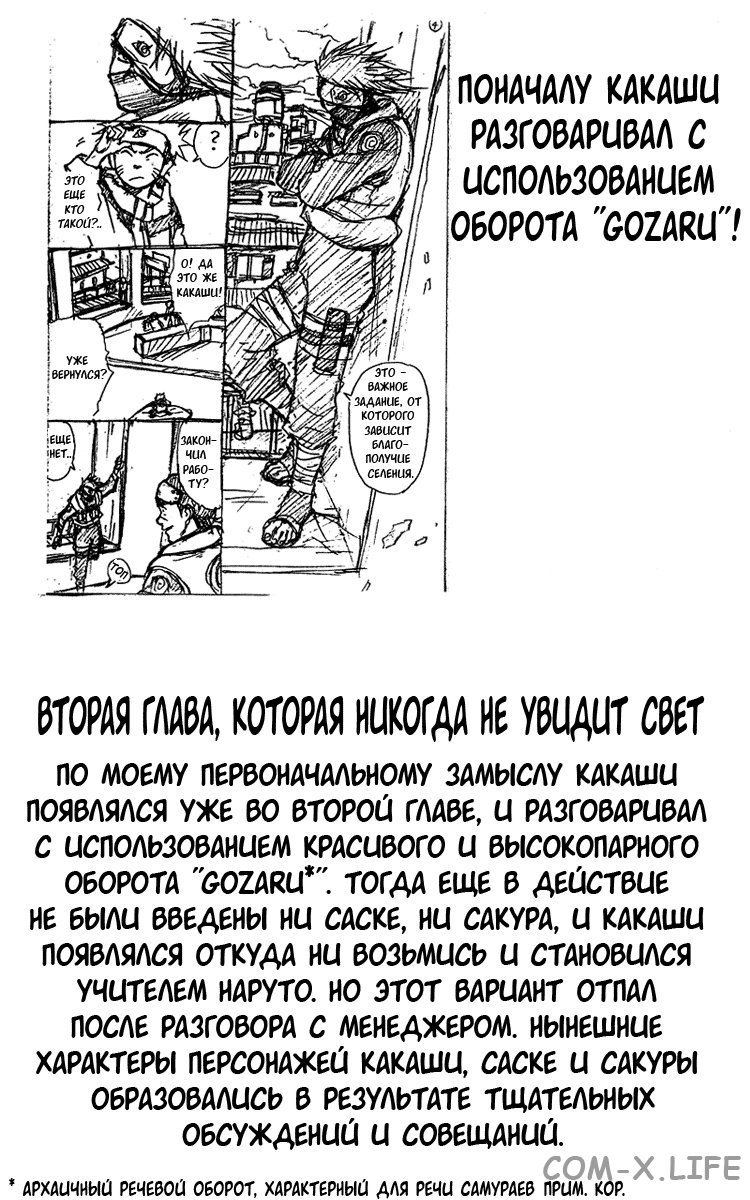 4
ПОНАЧАЛУ КАКАШИ
РАЗГОВАРИВАЛ С
ИСПОЛЬЗОВАНИЕМ
ОБОРОТА "GOZARU"!
?
ЭТО
ЕЩЕ
КТО
ТАКОЙ?..
О! ДА
ЭТО ЖЕ
КАКАШИ!
УЖЕ
ВЕРНУЛСЯ?
ЕЩЕ
НЕТ..
ЗАКОН-
ЧИЛ
РАБО-
ТУ?
ТОП
ЭТО -
ВАЖНОЕ
ЗАДАНИЕ, ОТ
КОТОРОГО
ЗАВИСИТ
БЛАГО-
ПОЛУЧИЕ
СЕЛЕНИЯ.
ВТОРАЯ ГЛАВА, КОТОРАЯ НИКОГДА НЕ УВИДИТ СВЕТ
ПО МОЕМУ ПЕРВОНАЧАЛЬНОМУ ЗАМЫСЛУ КАКАШИ
ПОЯВЛЯЛСЯ УЖЕ ВО ВТОРОЙ ГЛАВЕ, И РАЗГОВАРИВАЛ
С ИСПОЛЬЗОВАНИЕМ КРАСИВОГО И ВЫСОКОПАРНОГО
ОБОРОТА "GOZARU*". ТОГДА ЕЩЕ В ДЕЙСТВИЕ
НЕ БЫЛИ ВВЕДЕНЫ НИ САСКЕ, НИ САКУРА, И КАКАШИ
ПОЯВЛЯЛСЯ ОТКУДА НИ ВОЗЬМИСЬ И СТАНОВИЛСЯ
УЧИТЕЛЕМ НАРУТО. НО ЭТОТ ВАРИАНТ ОТПАЛ
ПОСЛЕ РАЗГОВОРА С МЕНЕДЖЕРОМ. НЫНЕШНИЕ
ХАРАКТЕРЫ ПЕРСОНАЖЕЙ КАКАШИ, САСКЕ И САКУРЫ
ОБРАЗОВАЛИСЬ В РЕЗУЛЬТАТЕ ТЩАТЕЛЬНЫХ
ОБСУЖДЕНИЙ И СОВЕЩАНИЙ.
COM-X.LIFE
* АРХАИЧНЫЙ РЕЧЕВОЙ ОБОРОТ, ХАРАКТЕРНЫЙ ДЛЯ РЕЧИ САМУРАЕВ ПРИМ. КОР.